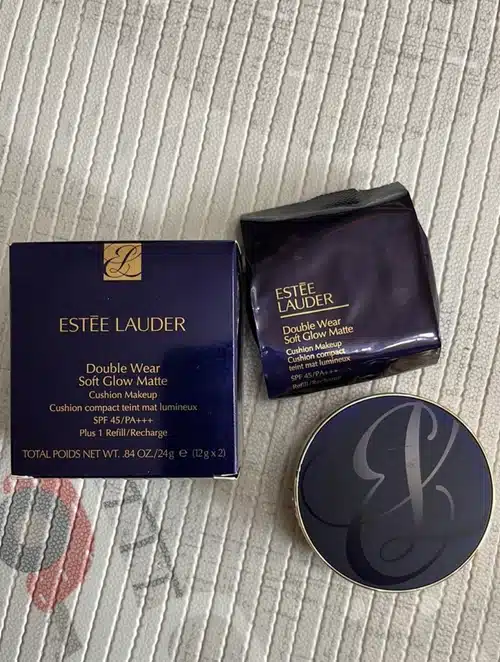 ESTĒE LAUDER
Double Wear
Soft Glow Matte
Cushion Makeup
Cushion compact teint mat lumineux
SPF 45/PA+++
Plus 1 Refill/Recharge
TOTAL POIDS NET WT. .84 OZ./24g ℮ (12g x 2)
ESTĒE
LAUDER
Double Wear
Soft Glow Matte
Cushion Makeup
Cushion compact
teint mat lumineux
SPF 45/PA+++
Refill/Recharge